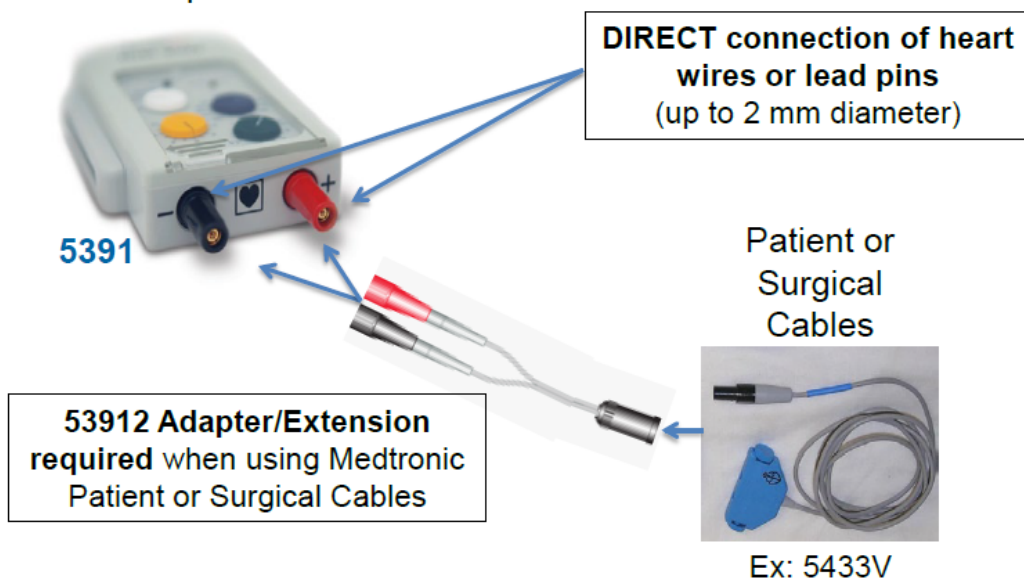 DIRECT connection of heart
wires or lead pins
(up to 2 mm diameter)
−
+
5391
Patient or
Surgical
Cables
53912 Adapter/Extension
required when using Medtronic
Patient or Surgical Cables
Ex: 5433V